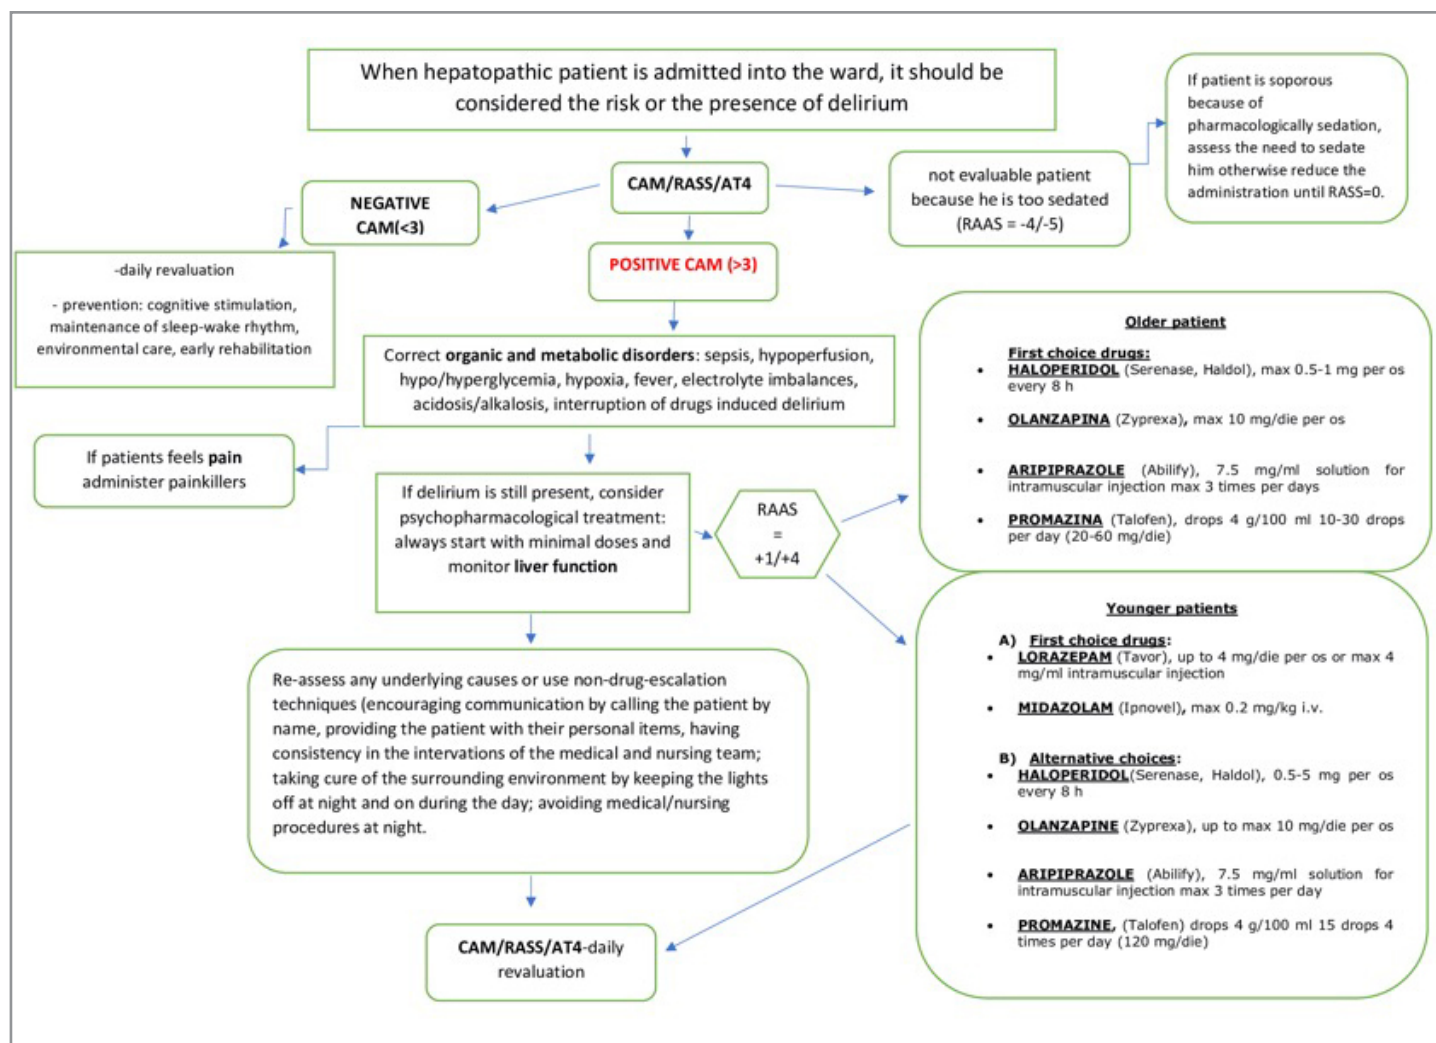 When hepatopathic patient is admitted into the ward, it should be
considered the risk or the presence of delirium
If patient is soporous
because of
pharmacologically sedation,
assess the need to sedate
him otherwise reduce the
administration until RASS=0.
CAM/RASS/AT4
not evaluable patient
because he is too sedated
(RAAS = -4/-5)
NEGATIVE
CAM(<3)
POSITIVE CAM (>3)
-daily revaluation
- prevention: cognitive stimulation,
maintenance of sleep-wake rhythm,
environmental care, early rehabilitation
Correct organic and metabolic disorders: sepsis, hypoperfusion,
hypo/hyperglycemia, hypoxia, fever, electrolyte imbalances,
acidosis/alkalosis, interruption of drugs induced delirium
If patients feels pain
administer painkillers
If delirium is still present, consider
psychopharmacological treatment:
always start with minimal doses and
monitor liver function
RAAS
=
+1/+4
Older patient
First choice drugs:
• HALOPERIDOL (Serenase, Haldol), max 0.5-1 mg per os
every 8 h
• OLANZAPINA (Zyprexa), max 10 mg/die per os
• ARIPIPRAZOLE (Abilify), 7.5 mg/ml solution for
intramuscular injection max 3 times per days
• PROMAZINA (Talofen), drops 4 g/100 ml 10-30 drops
per day (20-60 mg/die)
Younger patients
A) First choice drugs:
• LORAZEPAM (Tavor), up to 4 mg/die per os or max 4
mg/ml intramuscular injection
• MIDAZOLAM (Ipnovel), max 0.2 mg/kg i.v.
B) Alternative choices:
• HALOPERIDOL(Serenase, Haldol), 0.5-5 mg per os
every 8 h
• OLANZAPINE (Zyprexa), up to max 10 mg/die per os
• ARIPIPRAZOLE (Abilify), 7.5 mg/ml solution for
intramuscular injection max 3 times per day
• PROMAZINE, (Talofen) drops 4 g/100 ml 15 drops 4
times per day (120 mg/die)
Re-assess any underlying causes or use non-drug-escalation
techniques (encouraging communication by calling the patient by
name, providing the patient with their personal items, having
consistency in the intervations of the medical and nursing team;
taking cure of the surrounding environment by keeping the lights
off at night and on during the day; avoiding medical/nursing
procedures at night.
CAM/RASS/AT4-daily
revaluation